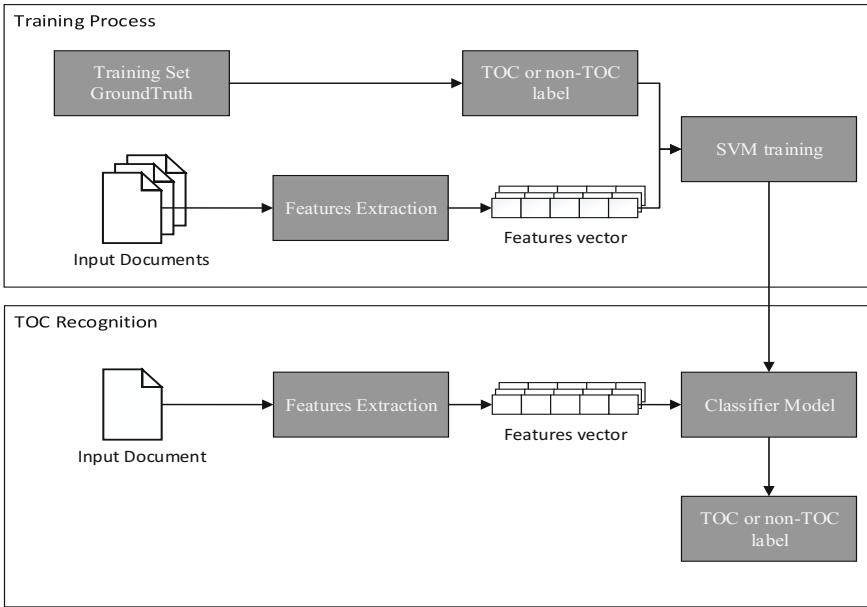 Training Process
Training Set
GroundTruth
TOC or non-TOC
label
SVM training
Features Extraction
Input Documents
Features vector
TOC Recognition
Features Extraction
Classifier Model
Input Document
Features vector
TOC or non-TOC
label